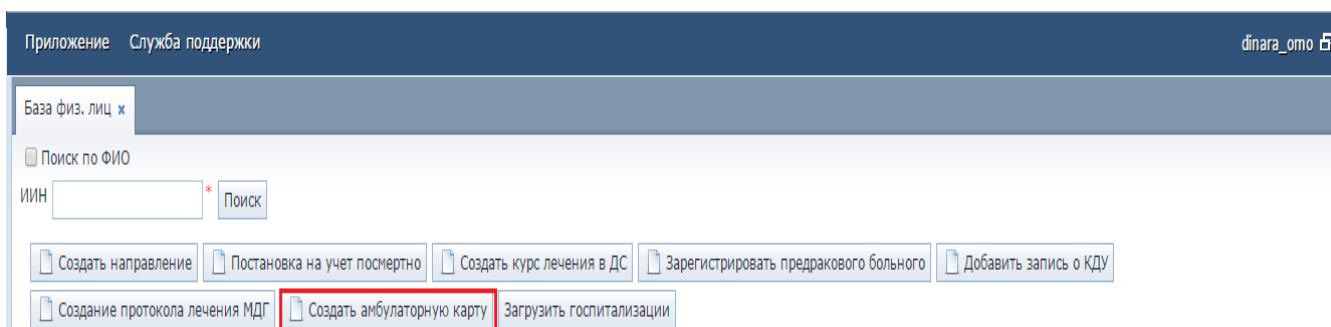 Приложение Служба поддержки dinara_omo
База физ. лиц x
Поиск по ФИО
ИИН * Поиск
Создать направление Постановка на учет посмертно Создать курс лечения в ДС Зарегистрировать предракового больного Добавить запись о КДУ
Создание протокола лечения МДГ Создать амбулаторную карту Загрузить госпитализации